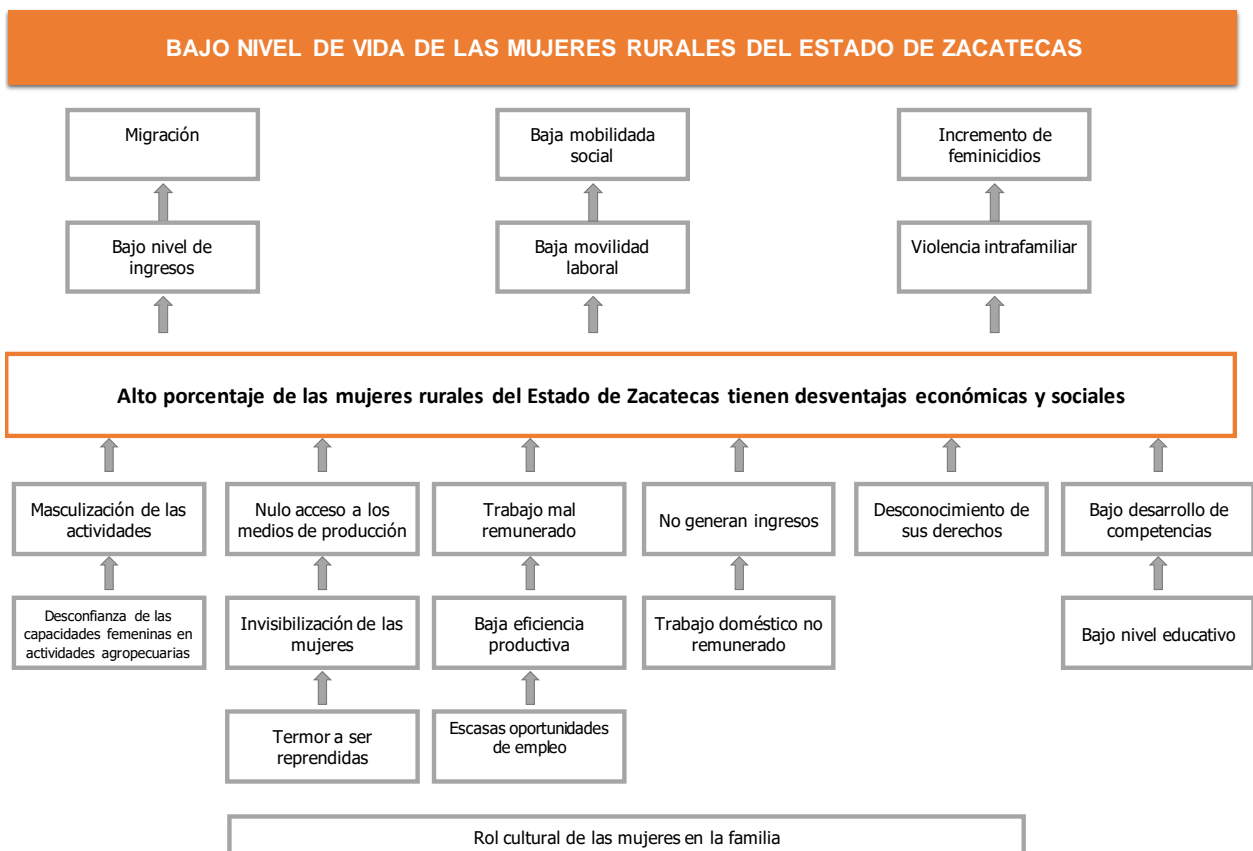 BAJO NIVEL DE VIDA DE LAS MUJERES RURALES DEL ESTADO DE ZACATECAS
Migración
Baja mobilidada
social
Incremento de
feminicidios
Bajo nivel de
ingresos
Baja movilidad
laboral
Violencia intrafamiliar
Alto porcentaje de las mujeres rurales del Estado de Zacatecas tienen desventajas económicas y sociales
Masculización de las
actividades
Nulo acceso a los
medios de producción
Trabajo mal
remunerado
No generan ingresos
Desconocimiento de
sus derechos
Bajo desarrollo de
competencias
Desconfianza de las
capacidades femeninas en
actividades agropecuarias
Invisibilización de las
mujeres
Baja eficiencia
productiva
Trabajo doméstico no
remunerado
Bajo nivel educativo
Termor a ser
reprendidas
Escasas oportunidades
de empleo
Rol cultural de las mujeres en la familia